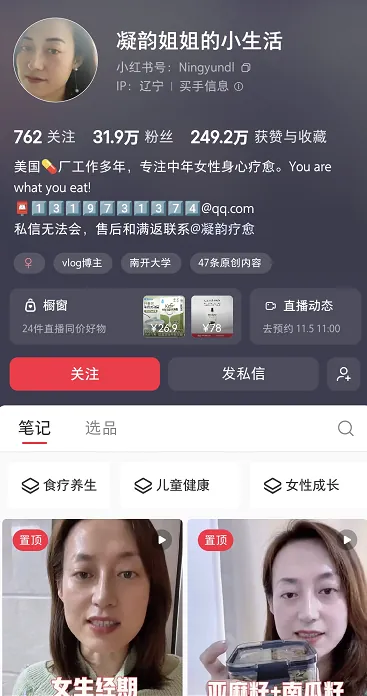 凝韵姐姐的小生活
小红书号：Ningyundl
IP：辽宁 | 买手信息
762 关注 31.9万 粉丝 249.2万 获赞与收藏
美国💊厂工作多年，专注中年女性身心疗愈。You are
what you eat!
📮1️⃣3️⃣1️⃣9️⃣7️⃣3️⃣1️⃣3️⃣7️⃣4️⃣@qq.com
私信无法会，售后和满返联系@凝韵疗愈
♀ vlog博主 南开大学 47条原创内容
橱窗 直播动态
24件直播同价好物 ¥26.9 ¥78 去预约 11.5 11:00
关注 发私信
笔记 选品
食疗养生 儿童健康 女性成长
置顶 置顶
女生经期 亚麻籽+南瓜籽